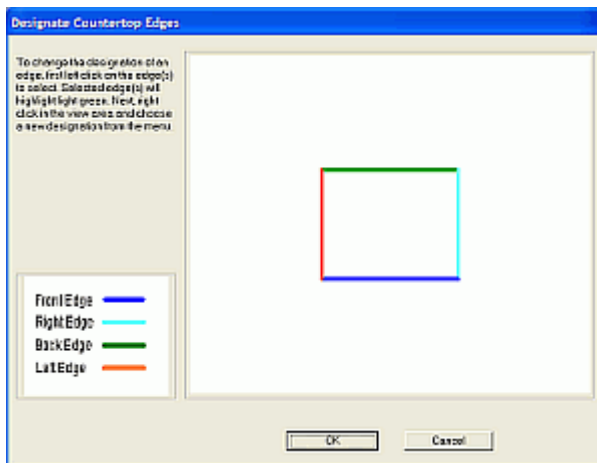 Designate Countertop Edges
To change the designation of an
edge, first left click on the edge(s)
to select. Selected edge(s) will
highlight light green. Next, right
click in the view area and choose
a new designation from the menu.
Front Edge
Right Edge
Back Edge
Left Edge
OK
Cancel